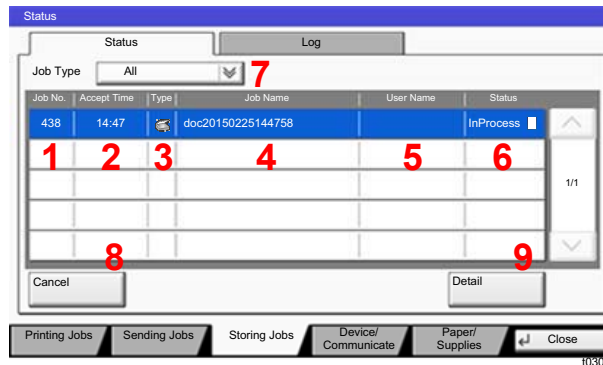 Status
Status Log
Job Type All 7
Job No. Accept Time Type Job Name User Name Status
438 14:47 doc20150225144758 InProcess
1 2 3 4 5 6
1/1
8 9
Cancel Detail
Printing Jobs Sending Jobs Storing Jobs Device/ Communicate Paper/ Supplies Close